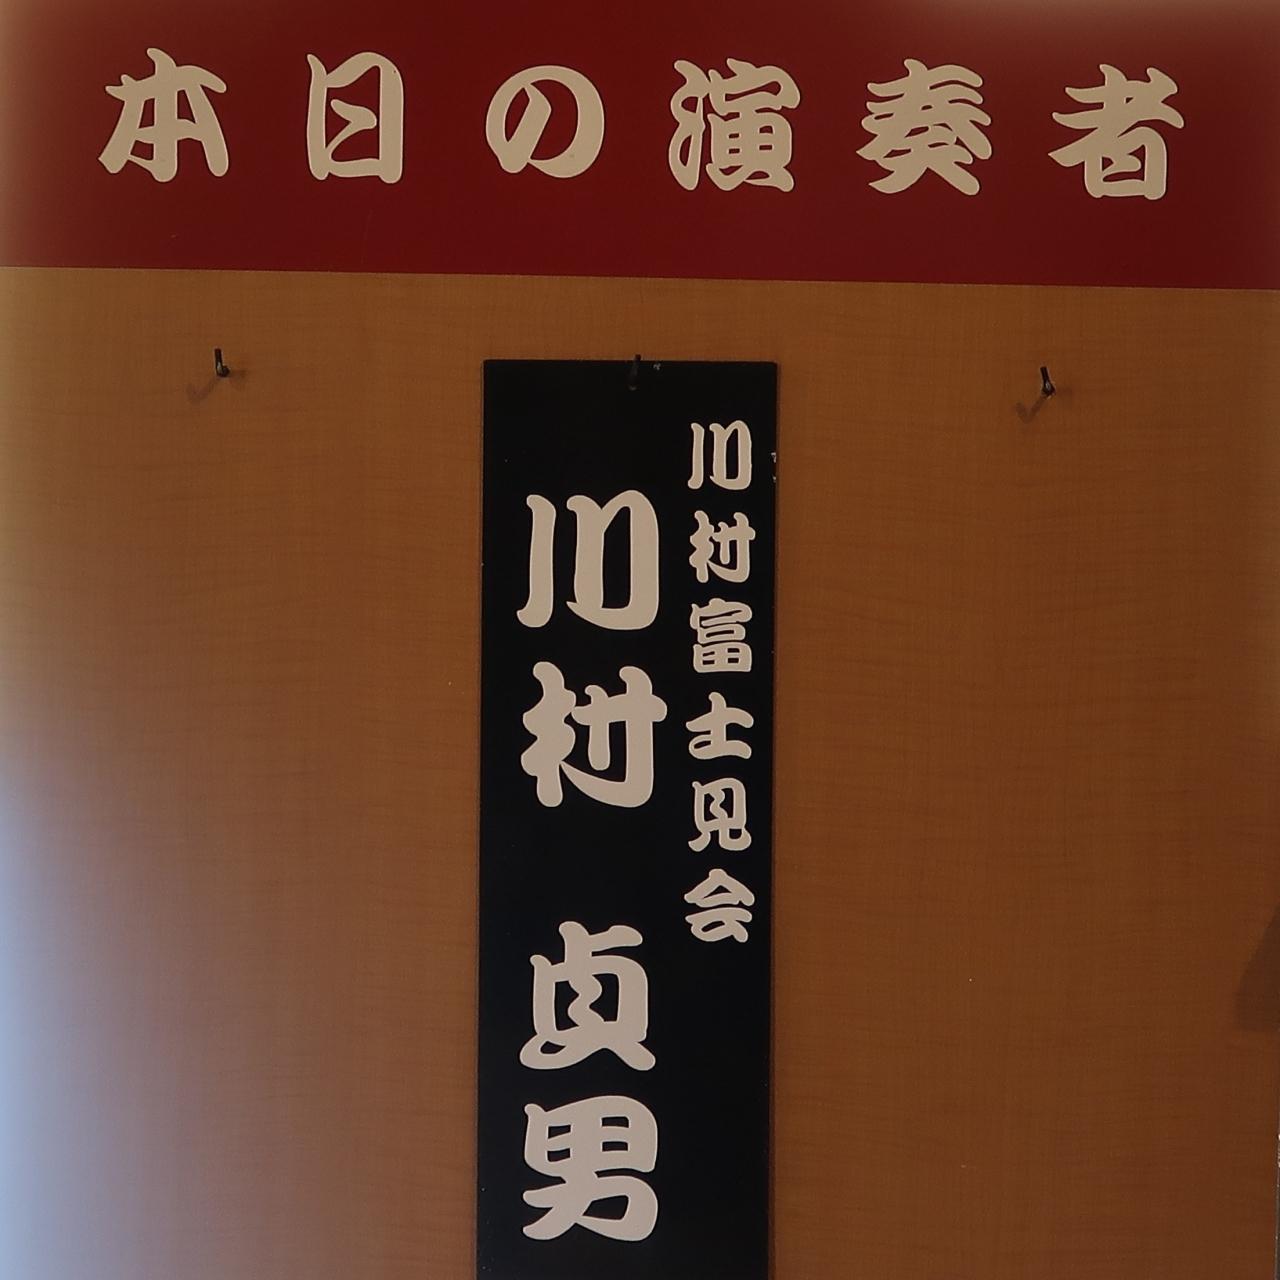 本日の演奏者
川村富士見会
川村 貞男